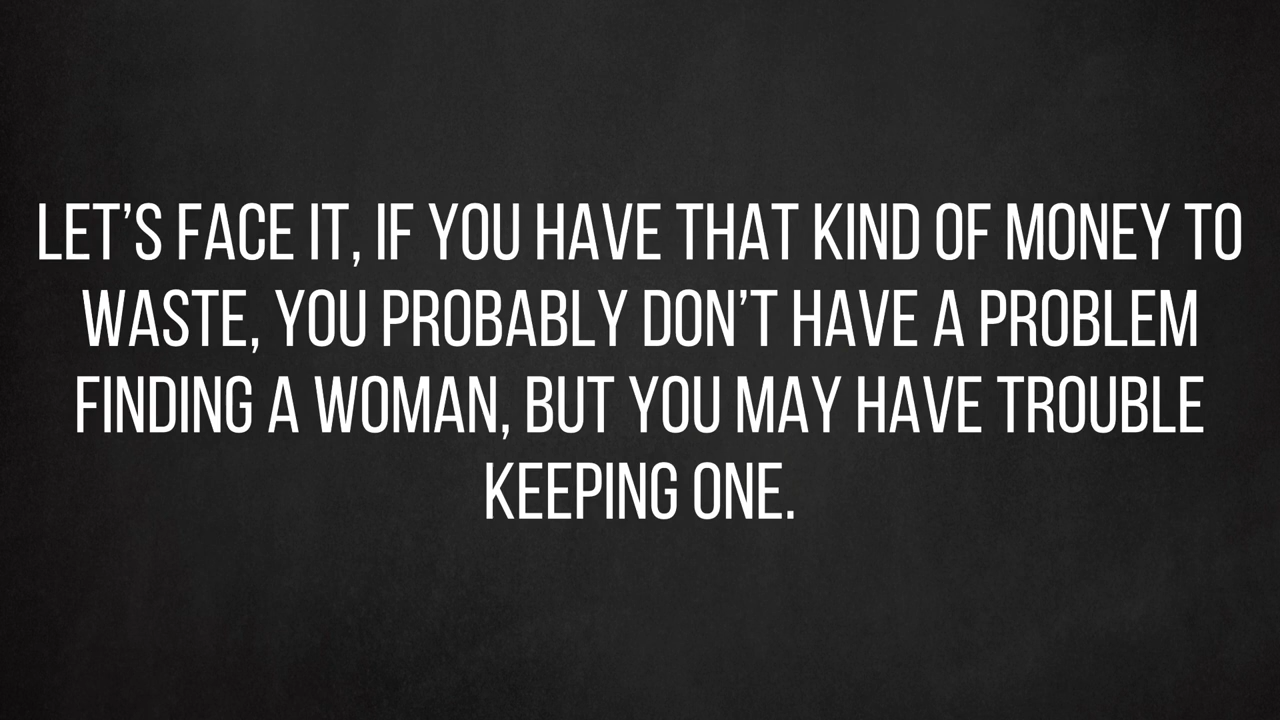 LET’S FACE IT, IF YOU HAVE THAT KIND OF MONEY TO
WASTE, YOU PROBABLY DON’T HAVE A PROBLEM
FINDING A WOMAN, BUT YOU MAY HAVE TROUBLE
KEEPING ONE.